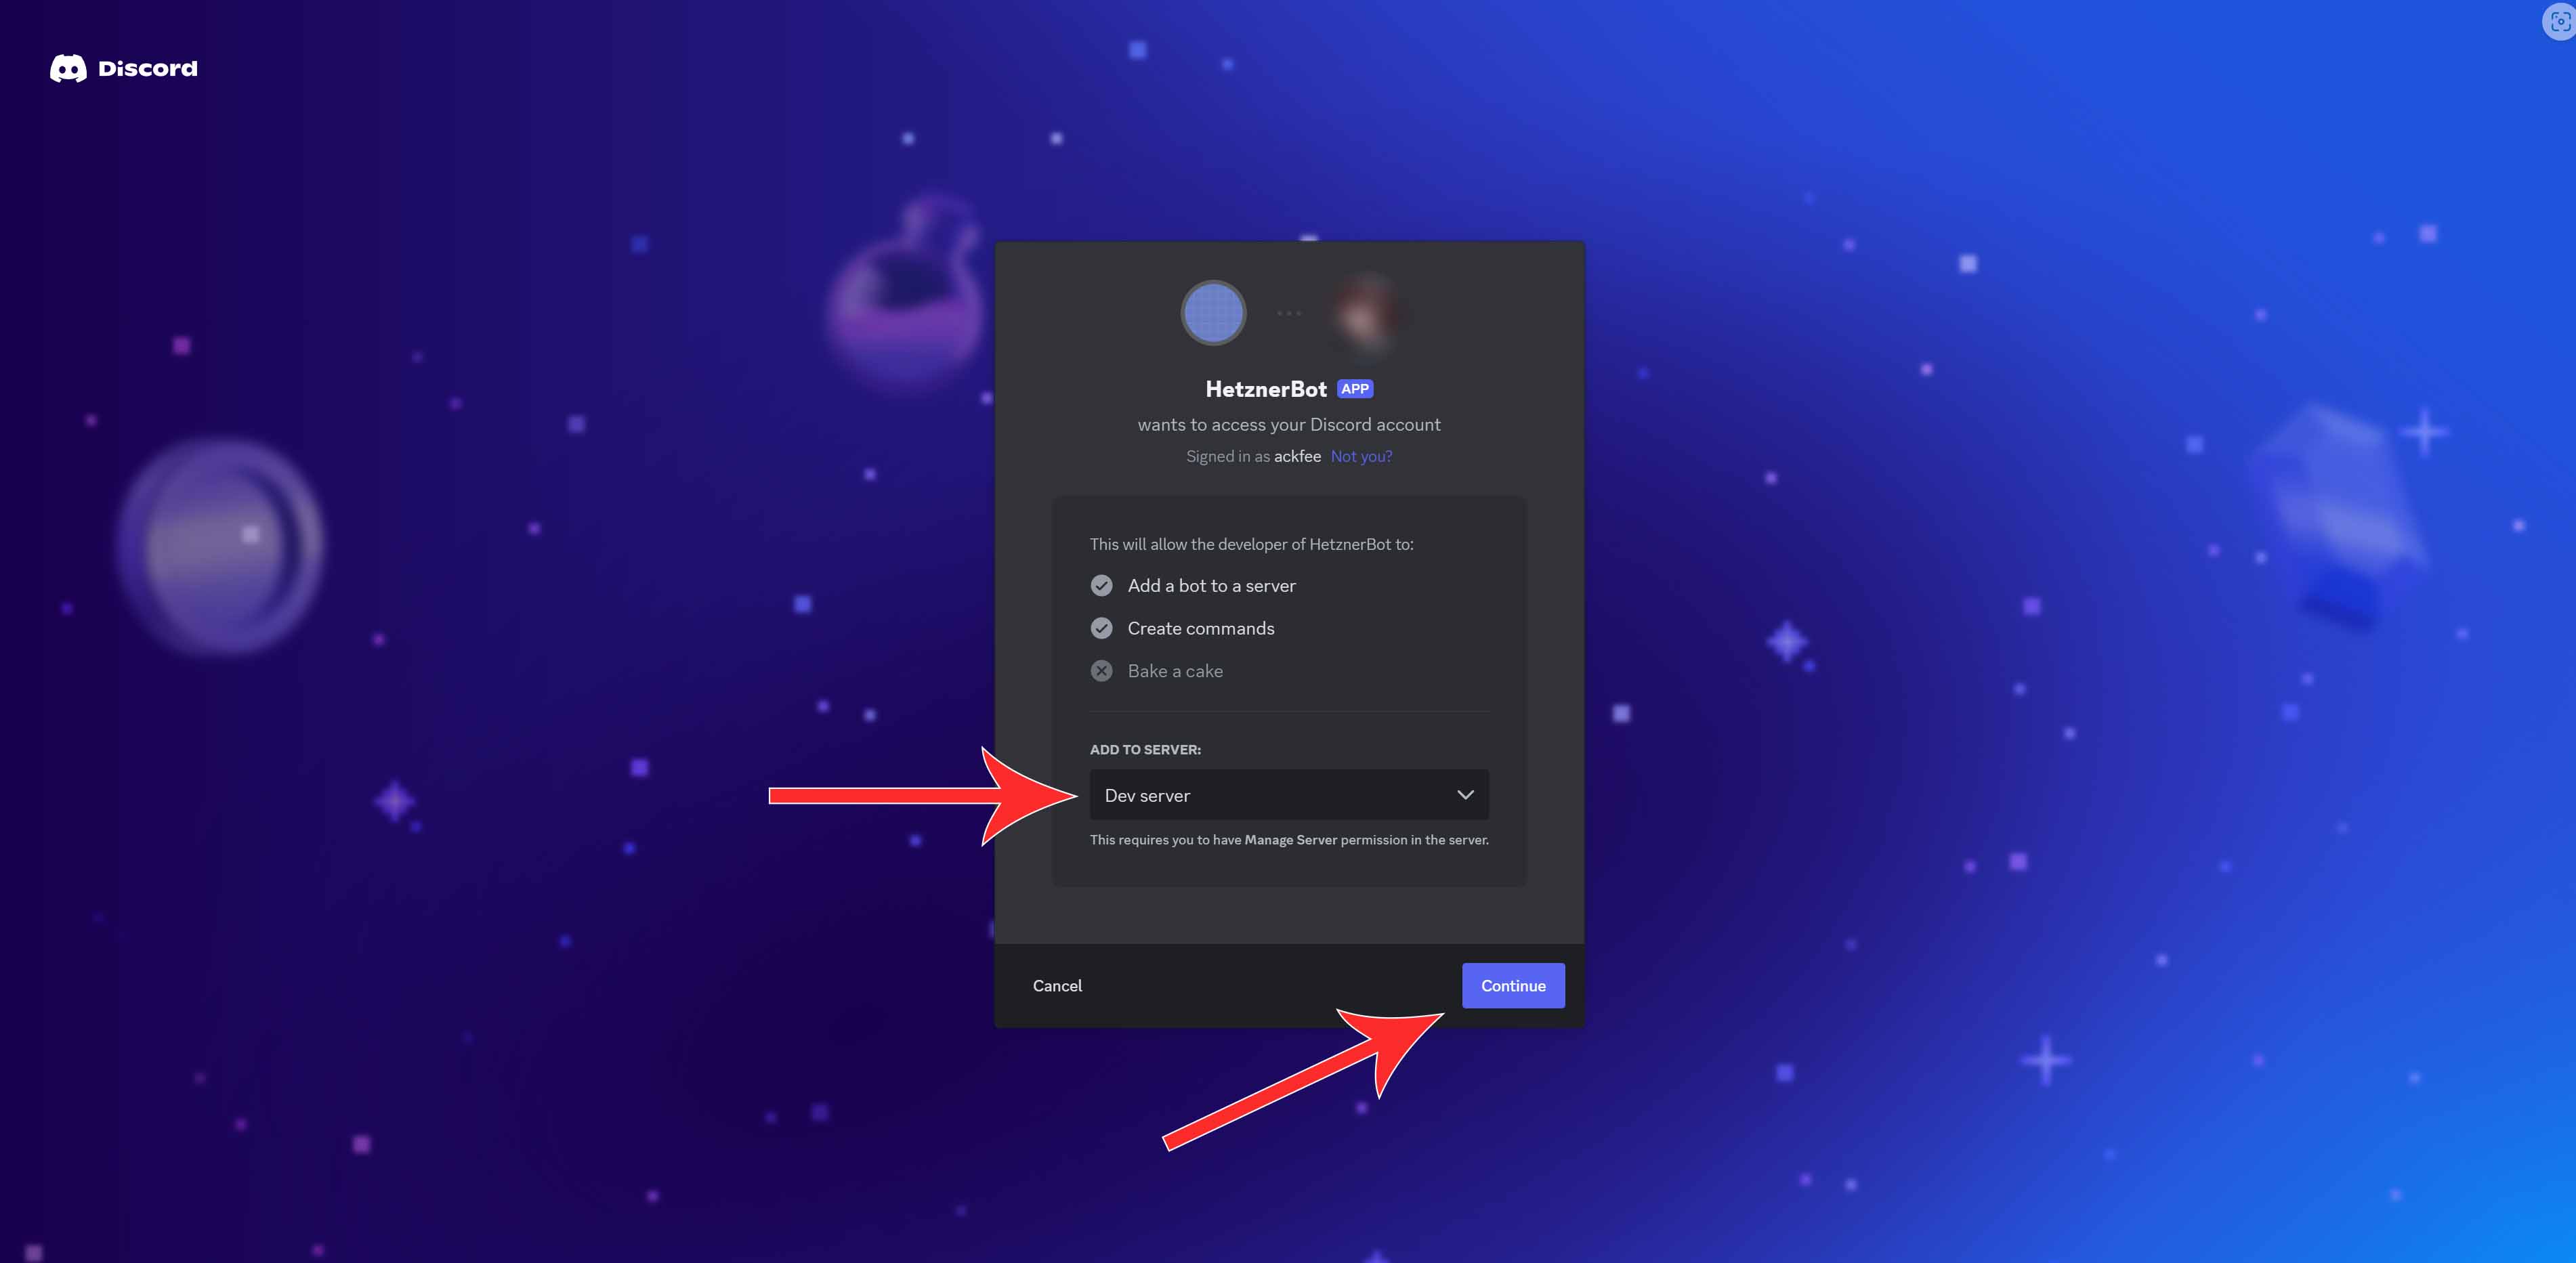 Discord
HetznerBot APP
wants to access your Discord account
Signed in as ackfee Not you?
This will allow the developer of HetznerBot to:
Add a bot to a server
Create commands
Bake a cake
ADD TO SERVER:
Dev server
This requires you to have Manage Server permission in the server.
Cancel
Continue